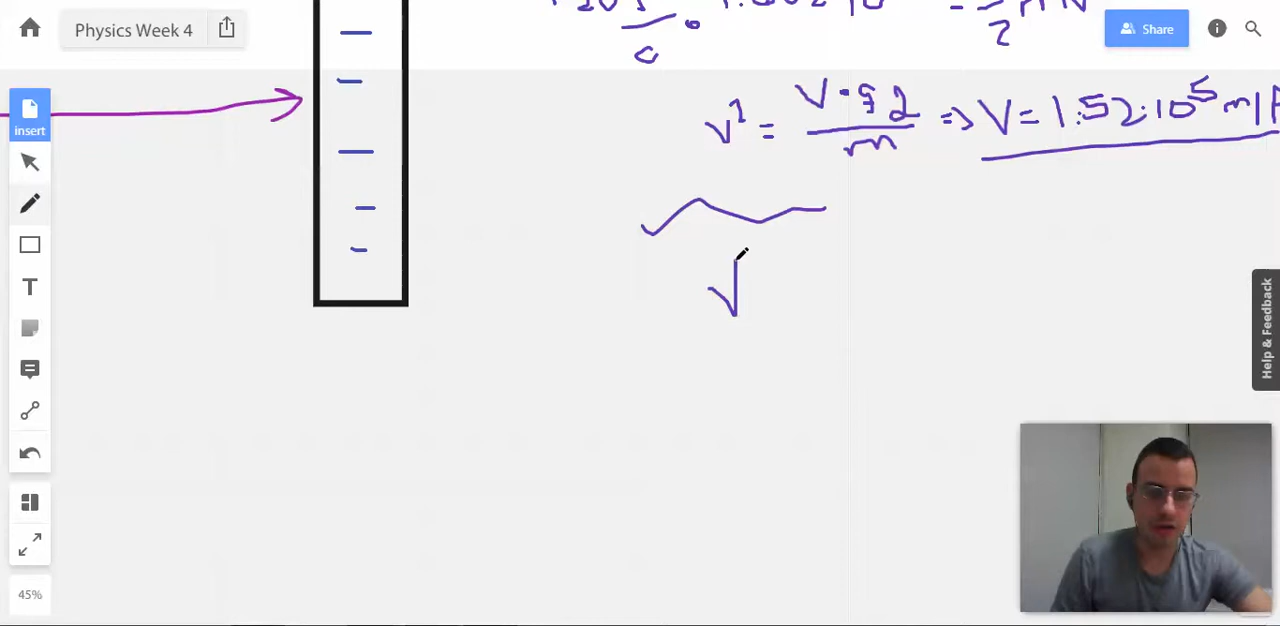 Physics Week 4
Share
insert
v² = V · q 2 / m => V = 1.52 · 10⁵ m/
√
Help & Feedback
45%